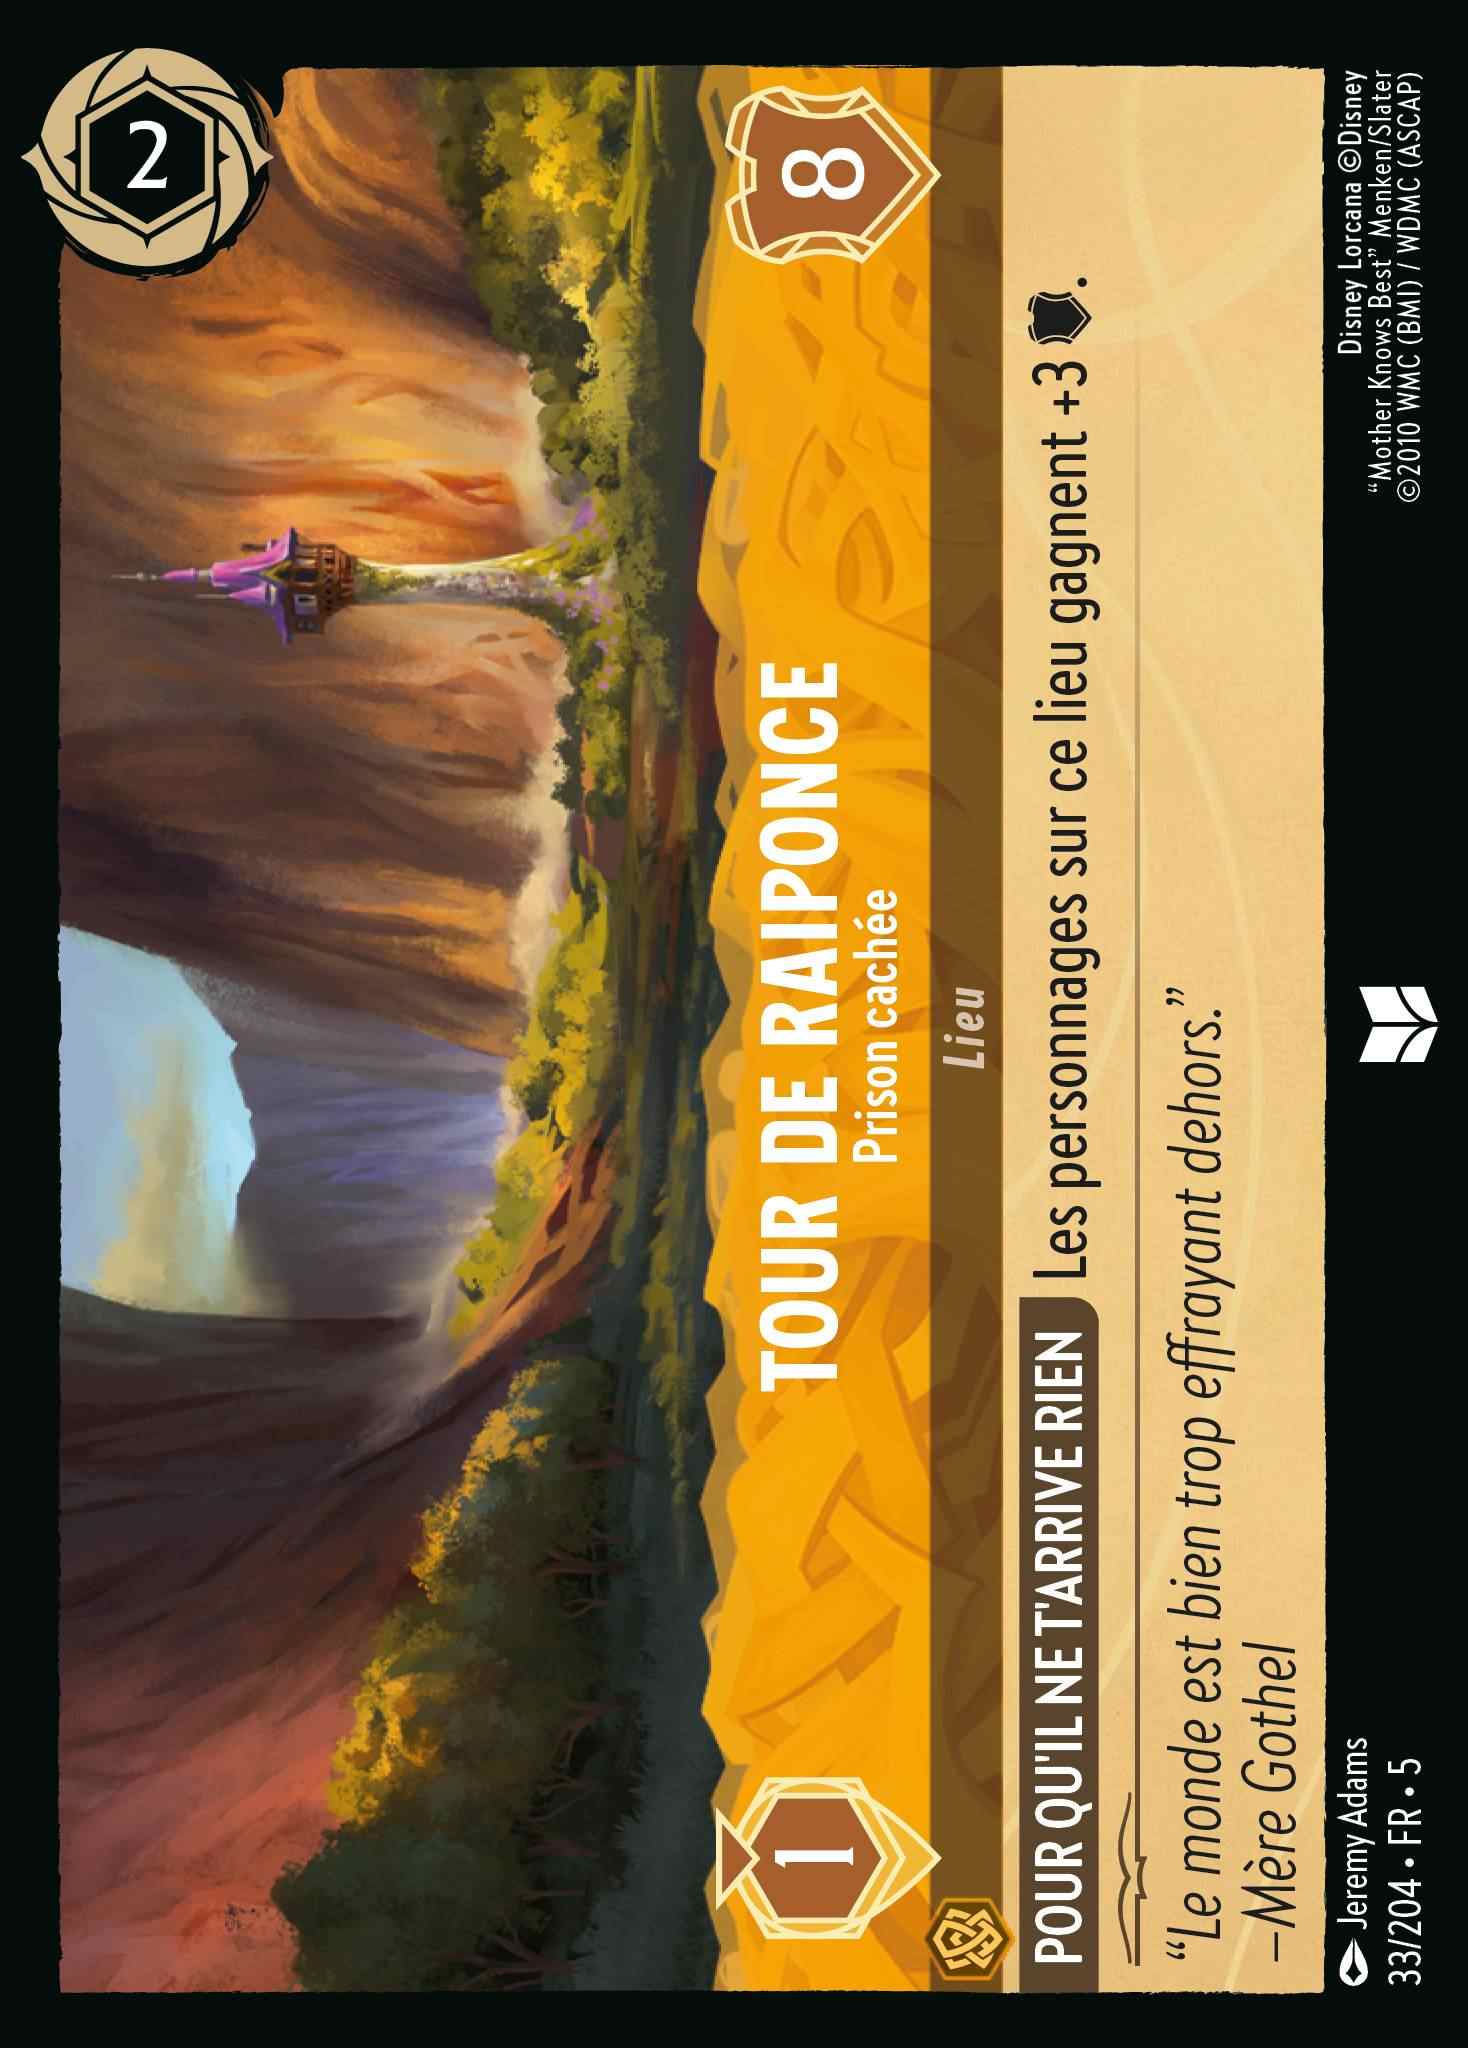 2
TOUR DE RAIPONCE
Prison cachée
1
8
Lieu
POUR QU'IL NE T'ARRIVE RIEN Les personnages sur ce lieu gagnent +3 .
“Le monde est bien trop effrayant dehors.”
–Mère Gothel
Jeremy Adams
33/204 • FR • 5
Disney Lorcana ©Disney
“Mother Knows Best” Menken/Slater
©2010 WMC (BMI) / WDMC (ASCAP)